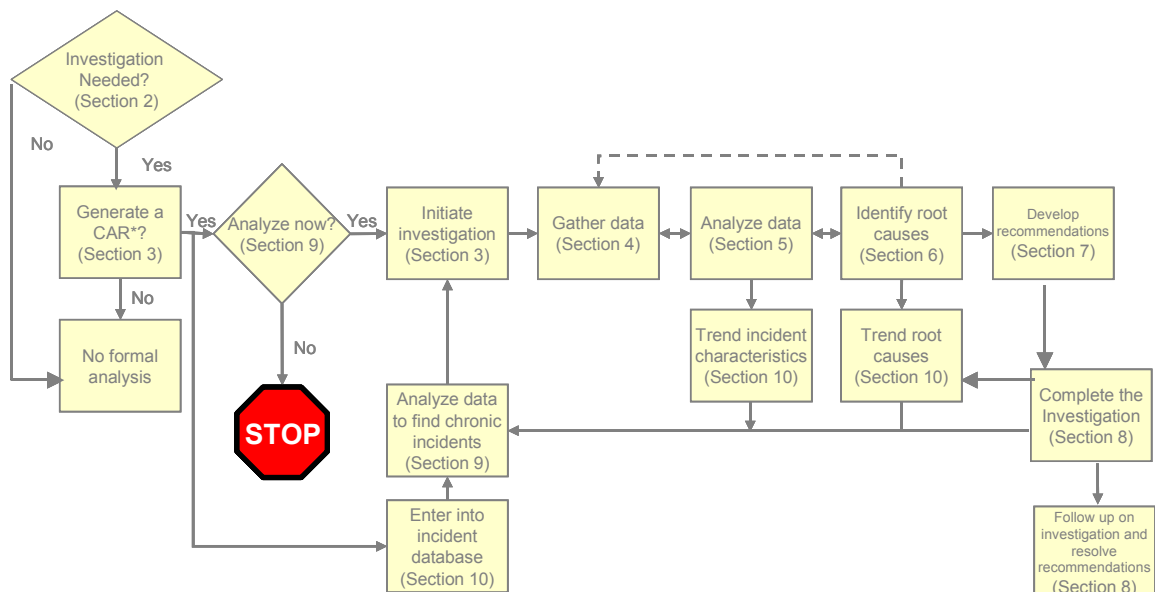 Investigation
Needed?
(Section 2)
No
Yes
Generate a
CAR*?
(Section 3)
Yes
No
No formal
analysis
Analyze now?
(Section 9)
Yes
No
STOP
Initiate
investigation
(Section 3)
Gather data
(Section 4)
Analyze data
(Section 5)
Identify root
causes
(Section 6)
Develop
recommendations
(Section 7)
Trend incident
characteristics
(Section 10)
Trend root
causes
(Section 10)
Analyze data
to find chronic
incidents
(Section 9)
Complete the
Investigation
(Section 8)
Enter into
incident
database
(Section 10)
Follow up on
investigation and
resolve
recommendations
(Section 8)